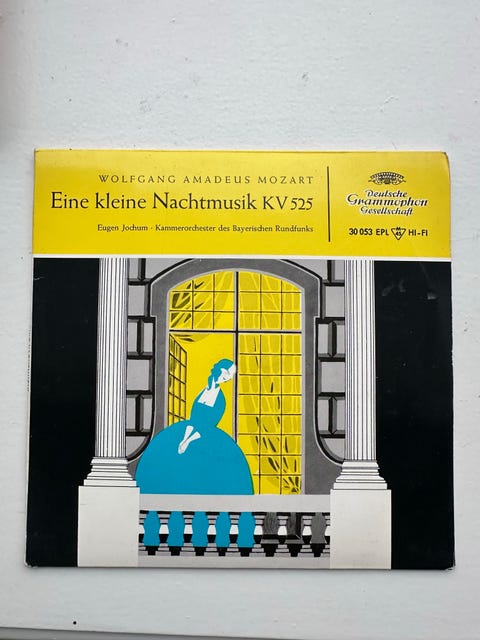 WOLFGANG AMADEUS MOZART
Eine kleine Nachtmusik KV 525
Eugen Jochum · Kammerorchester des Bayerischen Rundfunks
Deutsche
Grammophon
Gesellschaft
30 053 EPL 45 HI-FI